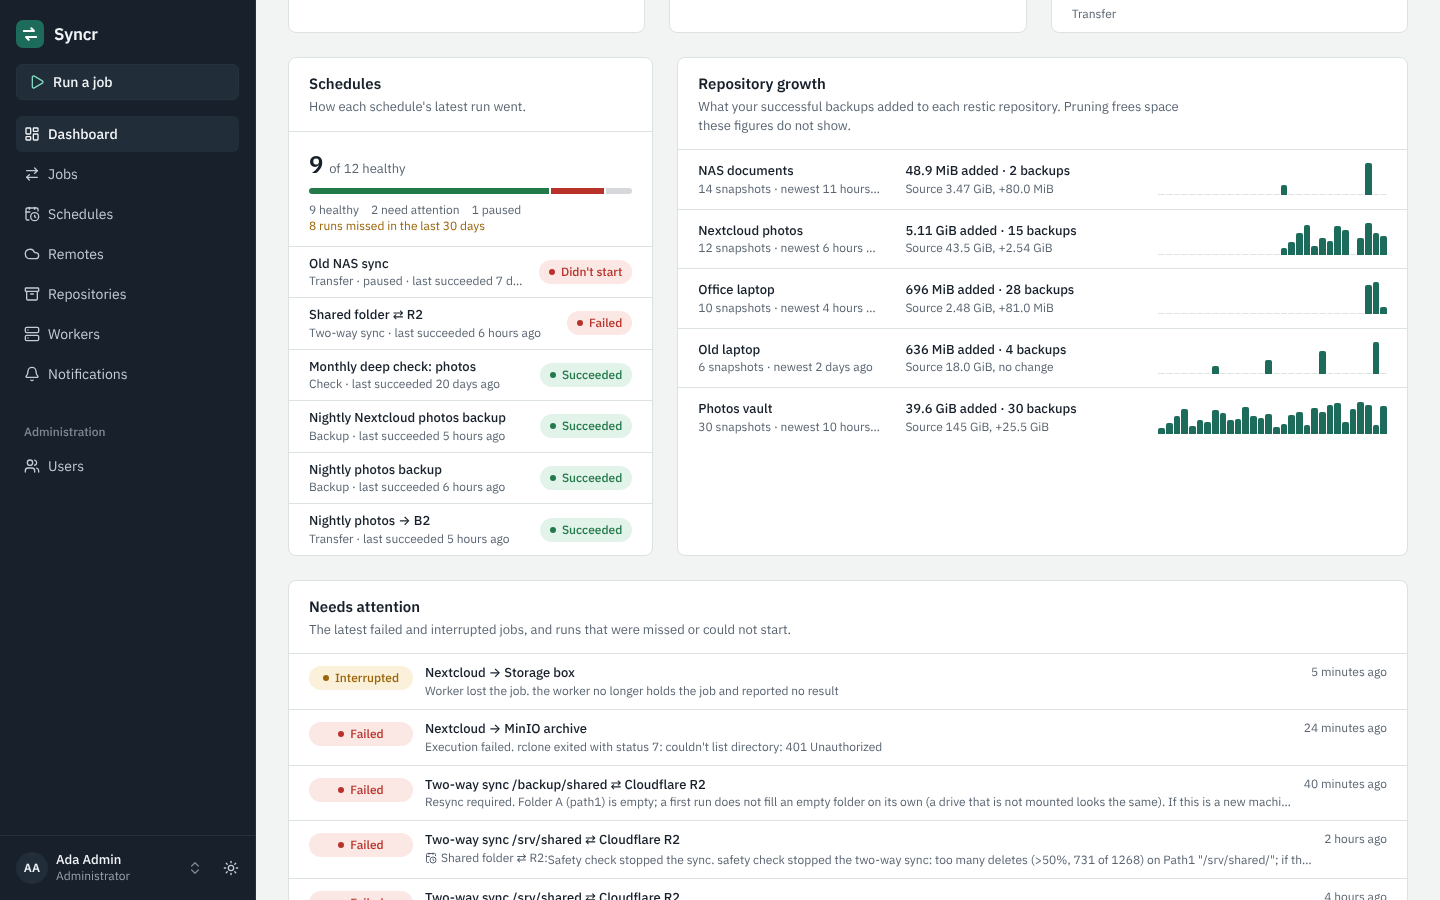 Syncr
Run a job
Dashboard
Jobs
Schedules
Remotes
Repositories
Workers
Notifications
Administration
Users
AA
Ada Admin
Administrator
Transfer
Schedules
How each schedule's latest run went.
9 of 12 healthy
9 healthy 2 need attention 1 paused
8 runs missed in the last 30 days
Old NAS sync
Transfer · paused · last succeeded 7 d...
Didn't start
Shared folder ⇄ R2
Two-way sync · last succeeded 6 hours ago
Failed
Monthly deep check: photos
Check · last succeeded 20 days ago
Succeeded
Nightly Nextcloud photos backup
Backup · last succeeded 5 hours ago
Succeeded
Nightly photos backup
Backup · last succeeded 6 hours ago
Succeeded
Nightly photos → B2
Transfer · last succeeded 5 hours ago
Succeeded
Repository growth
What your successful backups added to each restic repository. Pruning frees space
these figures do not show.
NAS documents
14 snapshots · newest 11 hours...
48.9 MiB added · 2 backups
Source 3.47 GiB, +80.0 MiB
Nextcloud photos
12 snapshots · newest 6 hours ...
5.11 GiB added · 15 backups
Source 43.5 GiB, +2.54 GiB
Office laptop
10 snapshots · newest 4 hours ...
696 MiB added · 28 backups
Source 2.48 GiB, +81.0 MiB
Old laptop
6 snapshots · newest 2 days ago
636 MiB added · 4 backups
Source 18.0 GiB, no change
Photos vault
30 snapshots · newest 10 hours...
39.6 GiB added · 30 backups
Source 145 GiB, +25.5 GiB
Needs attention
The latest failed and interrupted jobs, and runs that were missed or could not start.
Interrupted
Nextcloud → Storage box
5 minutes ago
Worker lost the job. the worker no longer holds the job and reported no result
Failed
Nextcloud → MinIO archive
24 minutes ago
Execution failed. rclone exited with status 7: couldn't list directory: 401 Unauthorized
Failed
Two-way sync /backup/shared ⇄ Cloudflare R2
40 minutes ago
Resync required. Folder A (path1) is empty; a first run does not fill an empty folder on its own (a drive that is not mounted looks the same). If this is a new machi...
Failed
Two-way sync /srv/shared ⇄ Cloudflare R2
2 hours ago
Shared folder ⇄ R2:Safety check stopped the sync. safety check stopped the two-way sync: too many deletes (>50%, 731 of 1268) on Path1 "/srv/shared/"; if th...
Failed
Two-way sync /srv/shared ⇄ Cloudflare R2
4 hours ago